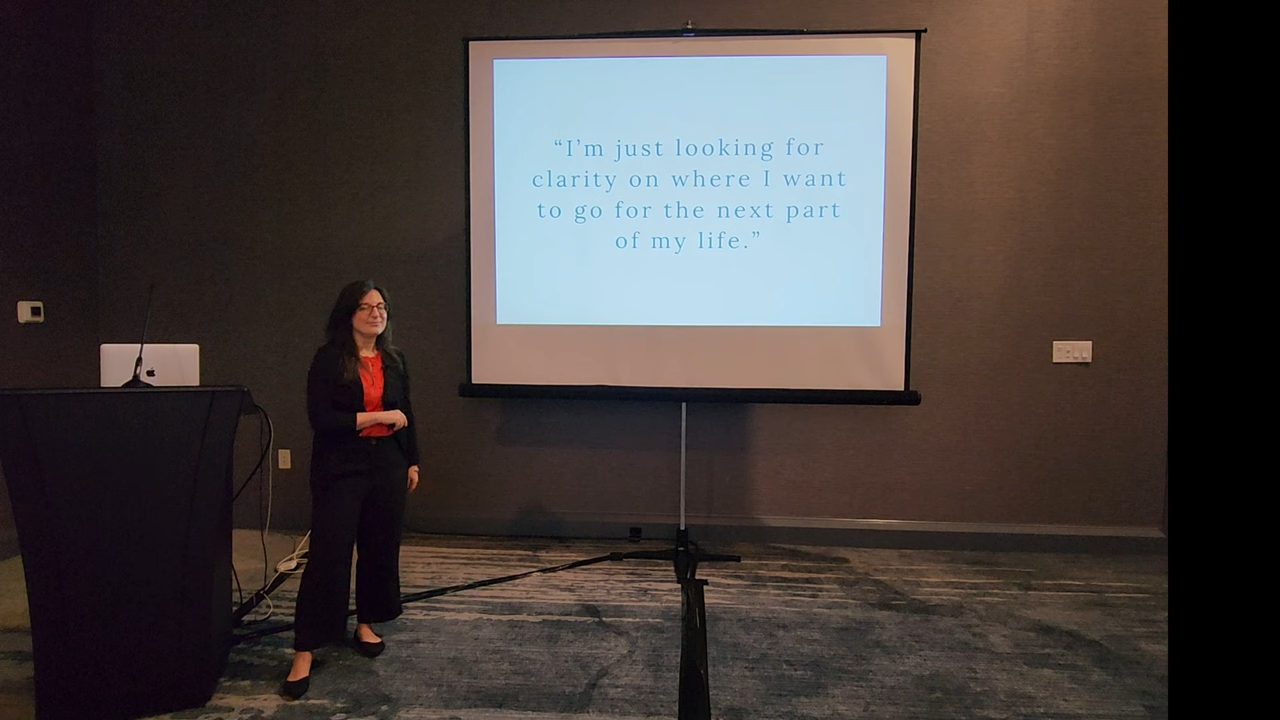 “I’m just looking for
clarity on where I want
to go for the next part
of my life.”